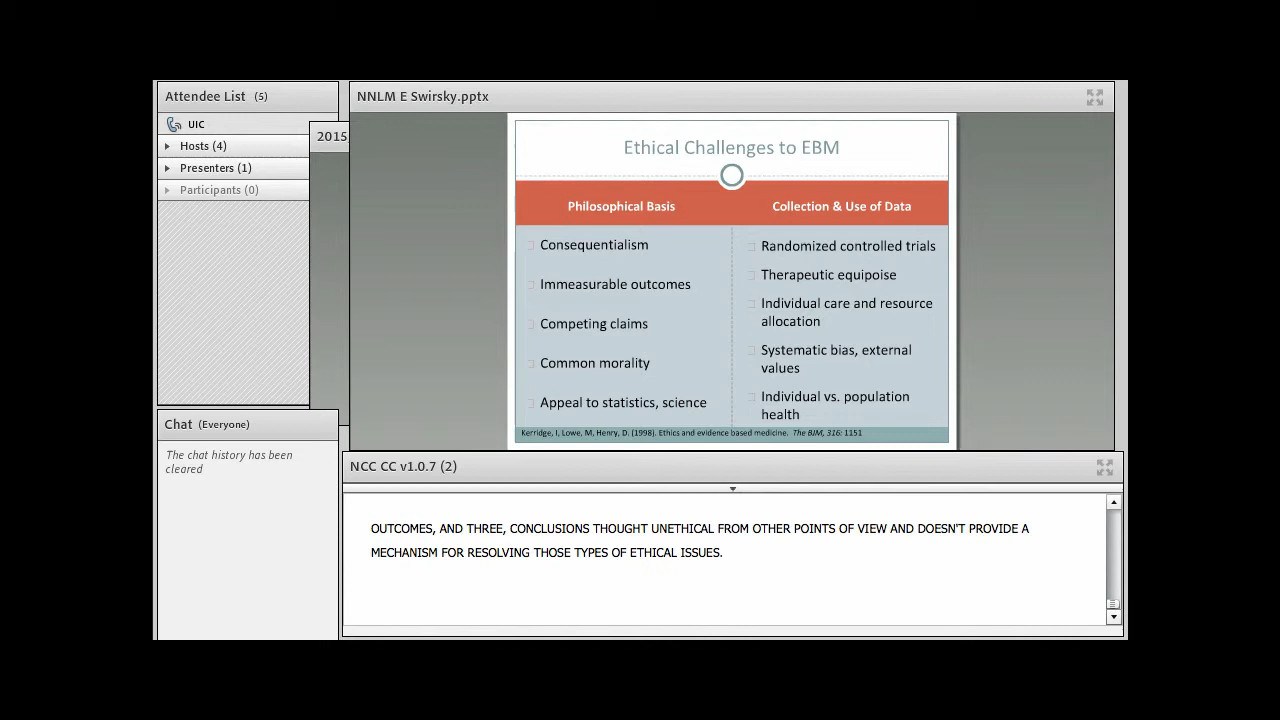 Attendee List (5)
UIC
Hosts (4)
Presenters (1)
Participants (0)
2015
Chat (Everyone)
The chat history has been
cleared
NNLM E Swirsky.pptx
Ethical Challenges to EBM
Philosophical Basis
Consequentialism
Immeasurable outcomes
Competing claims
Common morality
Appeal to statistics, science
Collection & Use of Data
Randomized controlled trials
Therapeutic equipoise
Individual care and resource
allocation
Systematic bias, external
values
Individual vs. population
health
Kerridge, I, Lowe, M, Henry, D. (1998). Ethics and evidence based medicine. The BJM, 316: 1151
NCC CC v1.0.7 (2)
OUTCOMES, AND THREE, CONCLUSIONS THOUGHT UNETHICAL FROM OTHER POINTS OF VIEW AND DOESN'T PROVIDE A
MECHANISM FOR RESOLVING THOSE TYPES OF ETHICAL ISSUES.